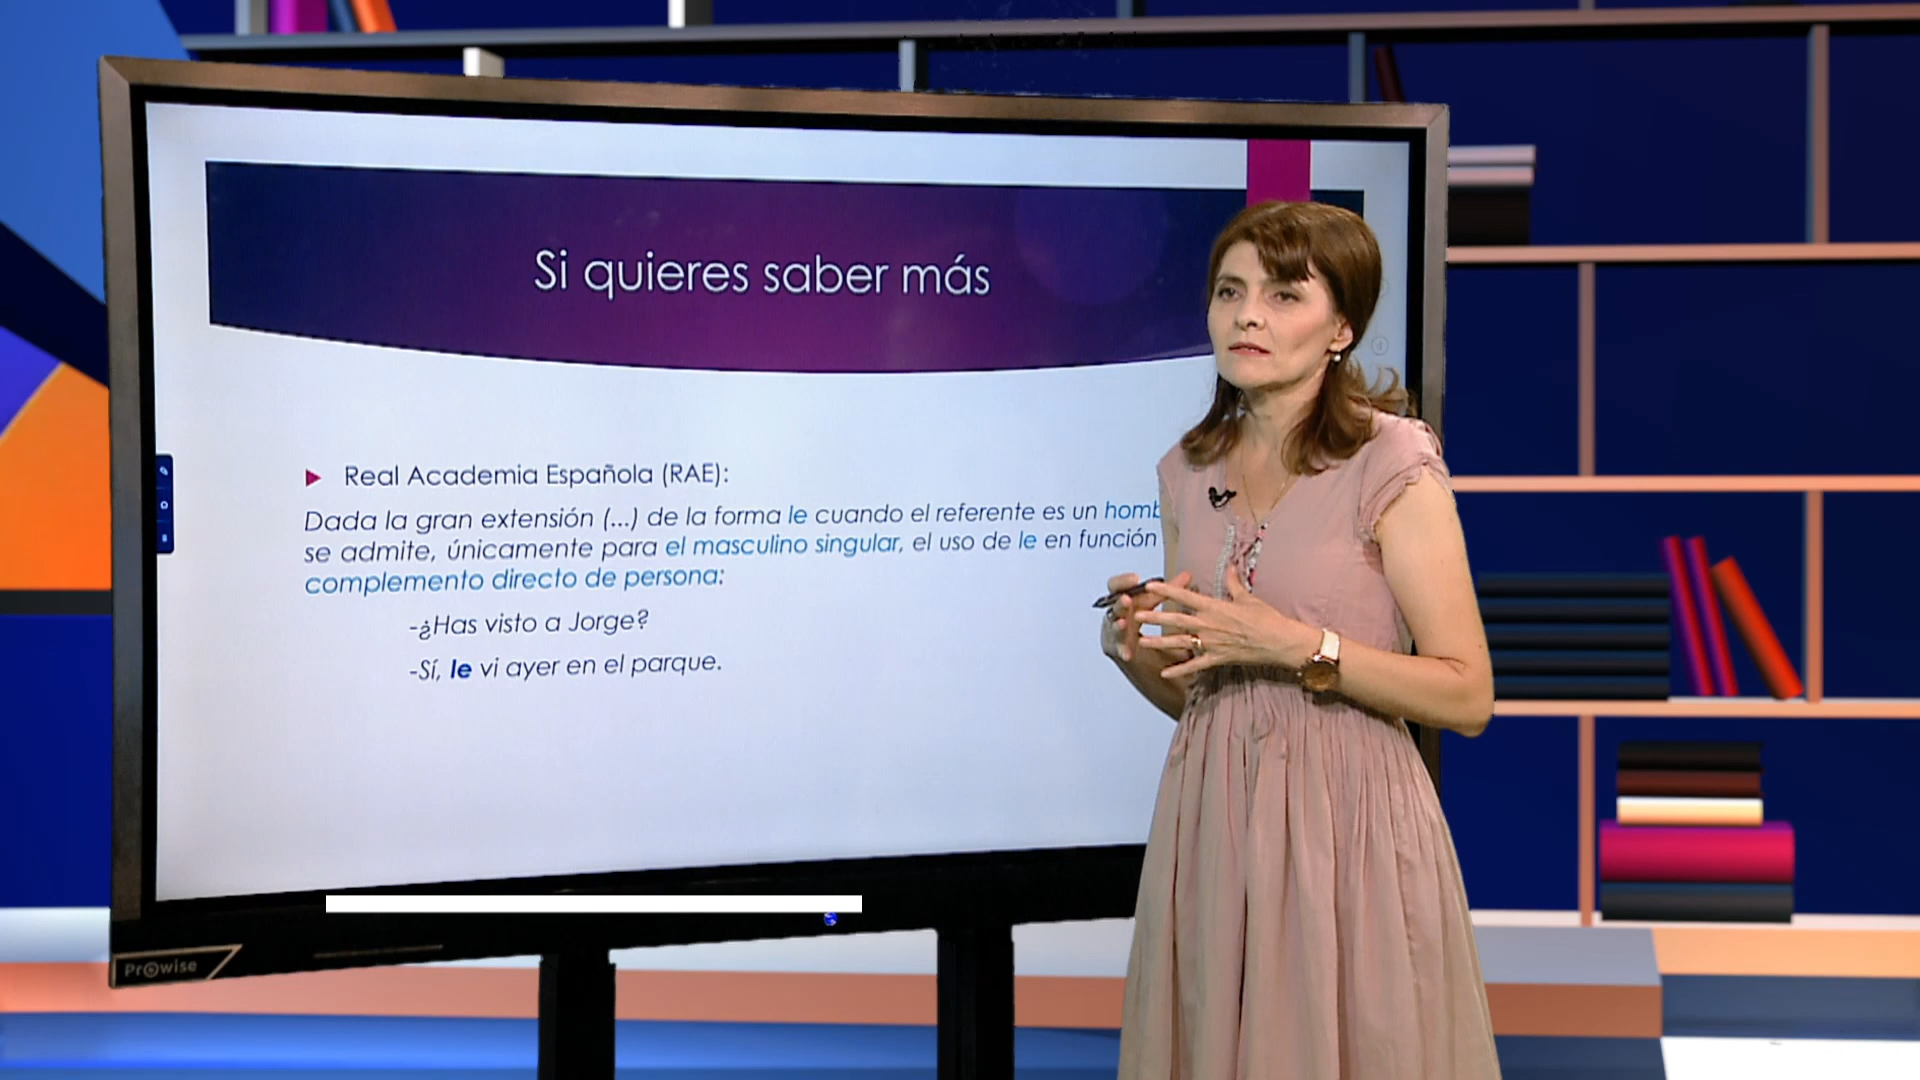 Si quieres saber más
Real Academia Española (RAE):
Dada la gran extensión (...) de la forma le cuando el referente es un homb
se admite, únicamente para el masculino singular, el uso de le en función
complemento directo de persona:
-¿Has visto a Jorge?
-Sí, le vi ayer en el parque.
Prowise